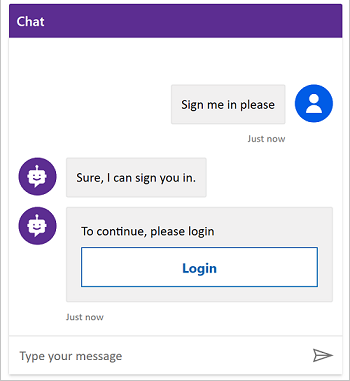 Chat
Sign me in please
Just now
Sure, I can sign you in.
To continue, please login
Login
Just now
Type your message